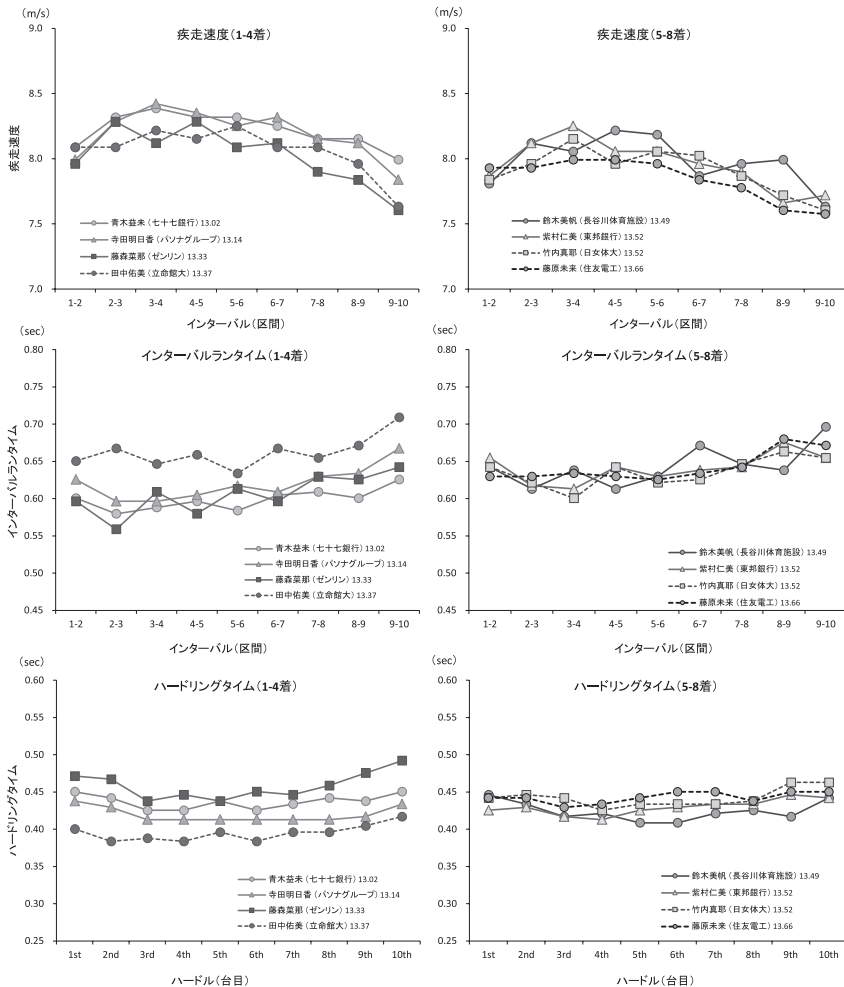 （m/s）
疾走速度（1-4着）
9.0
8.5
8.0
7.5
7.0
疾走速度
青木益未（七十七銀行）13.02
寺田明日香（パソナグループ）13.14
藤森菜那（ゼンリン）13.33
田中佑美（立命館大）13.37
1-2 2-3 3-4 4-5 5-6 6-7 7-8 8-9 9-10
インターバル（区間）
（m/s）
疾走速度（5-8着）
9.0
8.5
8.0
7.5
7.0
鈴木美帆（長谷川体育施設）13.49
紫村仁美（東邦銀行）13.52
竹内真耶（日女体大）13.52
藤原未来（住友電工）13.66
1-2 2-3 3-4 4-5 5-6 6-7 7-8 8-9 9-10
インターバル（区間）
（sec）
インターバルランタイム（1-4着）
0.80
0.75
0.70
0.65
0.60
0.55
0.50
0.45
インターバルランタイム
青木益未（七十七銀行）13.02
寺田明日香（パソナグループ）13.14
藤森菜那（ゼンリン）13.33
田中佑美（立命館大）13.37
1-2 2-3 3-4 4-5 5-6 6-7 7-8 8-9 9-10
インターバル（区間）
（sec）
インターバルランタイム（5-8着）
0.80
0.75
0.70
0.65
0.60
0.55
0.50
0.45
鈴木美帆（長谷川体育施設）13.49
紫村仁美（東邦銀行）13.52
竹内真耶（日女体大）13.52
藤原未来（住友電工）13.66
1-2 2-3 3-4 4-5 5-6 6-7 7-8 8-9 9-10
インターバル（区間）
（sec）
ハードリングタイム（1-4着）
0.60
0.55
0.50
0.45
0.40
0.35
0.30
0.25
ハードリングタイム
青木益未（七十七銀行）13.02
寺田明日香（パソナグループ）13.14
藤森菜那（ゼンリン）13.33
田中佑美（立命館大）13.37
1st 2nd 3rd 4th 5th 6th 7th 8th 9th 10th
ハードル（台目）
（sec）
ハードリングタイム（5-8着）
0.60
0.55
0.50
0.45
0.40
0.35
0.30
0.25
鈴木美帆（長谷川体育施設）13.49
紫村仁美（東邦銀行）13.52
竹内真耶（日女体大）13.52
藤原未来（住友電工）13.66
1st 2nd 3rd 4th 5th 6th 7th 8th 9th 10th
ハードル（台目）